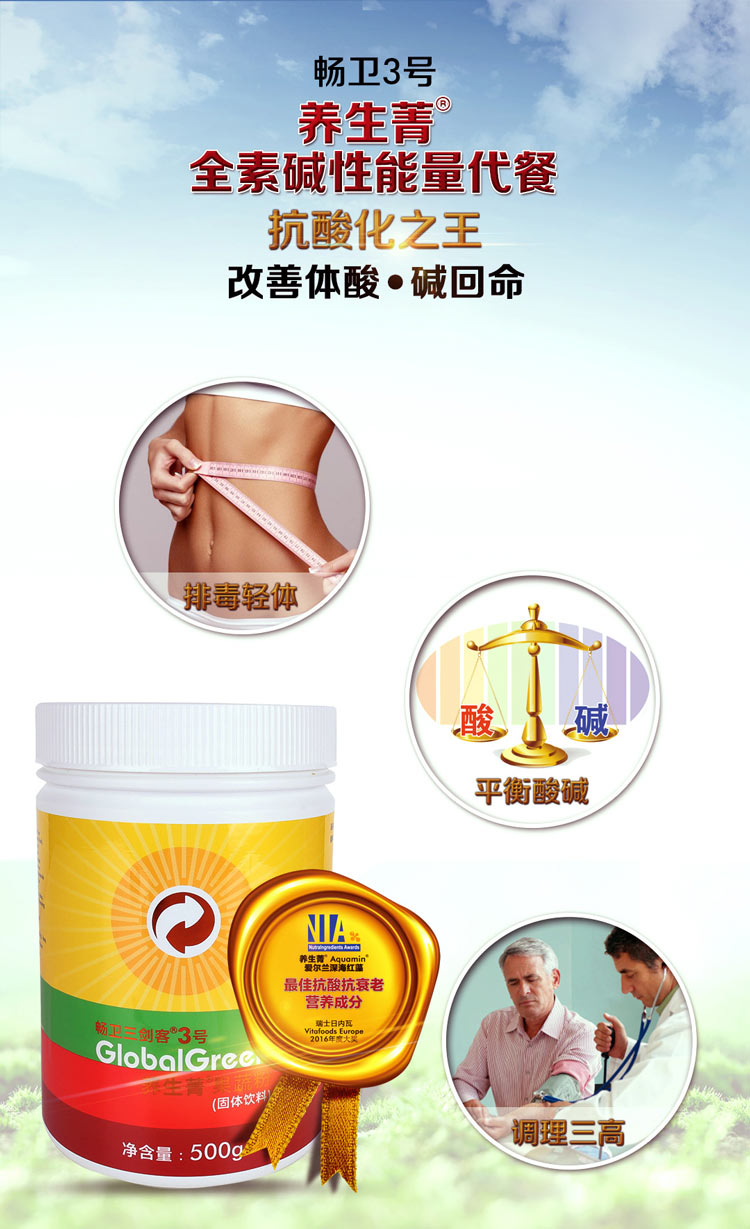 畅卫3号
养生菁®
全素碱性能量代餐
抗酸化之王
改善体酸•碱回命
排毒轻体
酸 碱
平衡酸碱
NIA
NutraIngredients Awards
养生菁® Aquamin®
爱尔兰深海红藻
最佳抗酸抗衰老
营养成分
瑞士日内瓦
Vitafoods Europe
2016年度大奖
畅卫三剑客®3号
GlobalGree
养生菁
(固体饮料
净含量：500g
调理三高